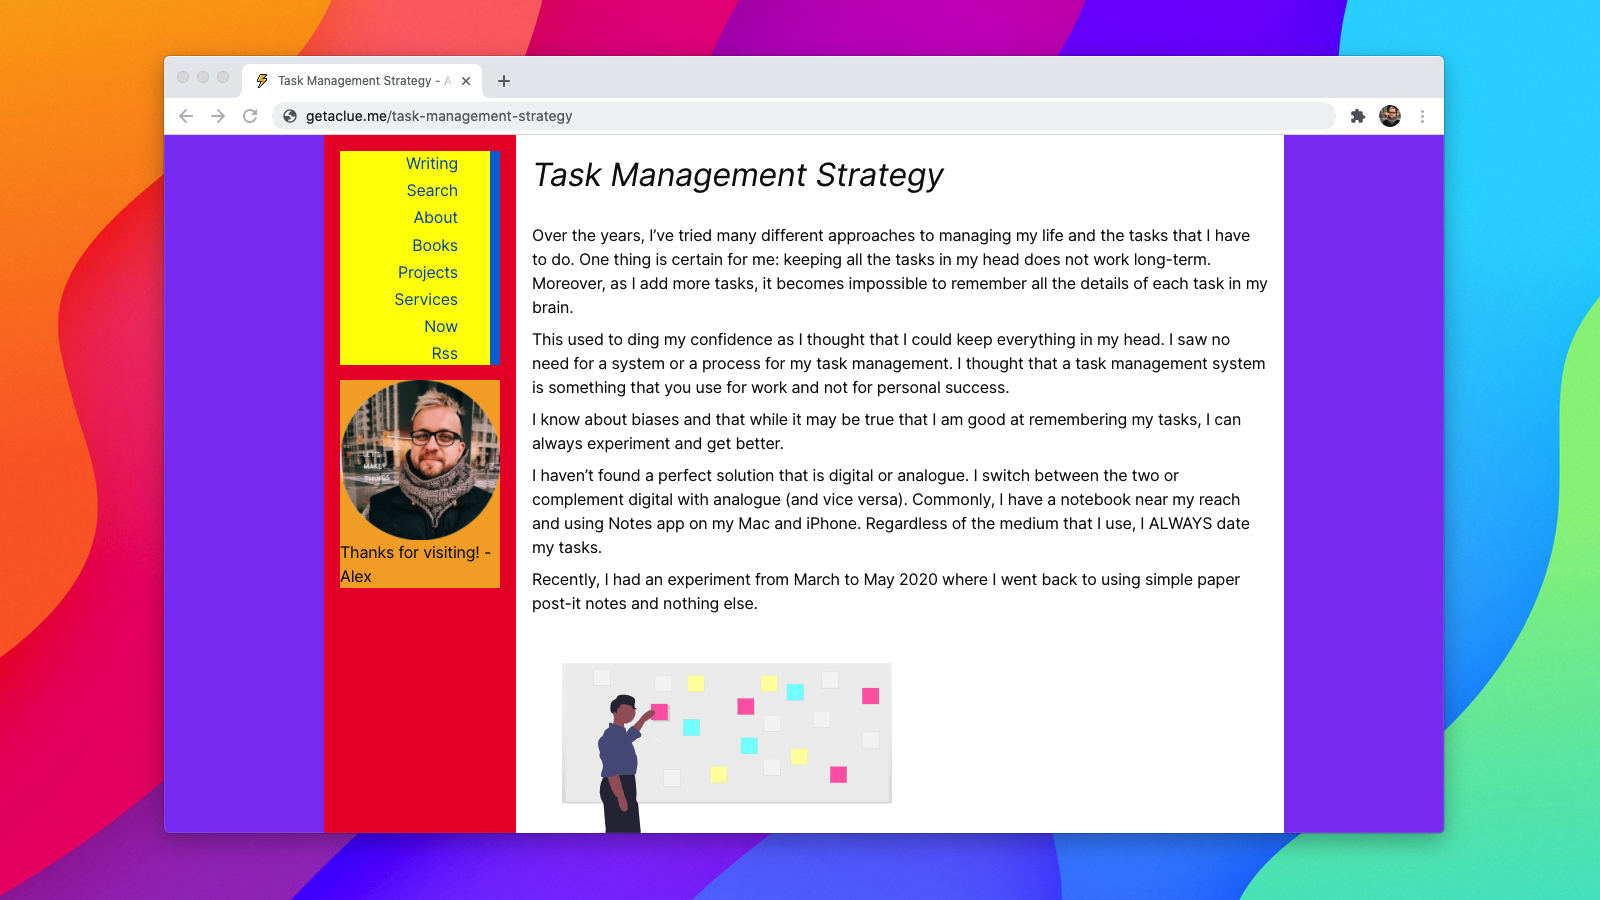 Task Management Strategy - A
getaclue.me/task-management-strategy
Writing
Search
About
Books
Projects
Services
Now
Rss
LET'S
MAKE
THINGS
Thanks for visiting! -
Alex
Task Management Strategy
Over the years, I’ve tried many different approaches to managing my life and the tasks that I have
to do. One thing is certain for me: keeping all the tasks in my head does not work long-term.
Moreover, as I add more tasks, it becomes impossible to remember all the details of each task in my
brain.
This used to ding my confidence as I thought that I could keep everything in my head. I saw no
need for a system or a process for my task management. I thought that a task management system
is something that you use for work and not for personal success.
I know about biases and that while it may be true that I am good at remembering my tasks, I can
always experiment and get better.
I haven’t found a perfect solution that is digital or analogue. I switch between the two or
complement digital with analogue (and vice versa). Commonly, I have a notebook near my reach
and using Notes app on my Mac and iPhone. Regardless of the medium that I use, I ALWAYS date
my tasks.
Recently, I had an experiment from March to May 2020 where I went back to using simple paper
post-it notes and nothing else.